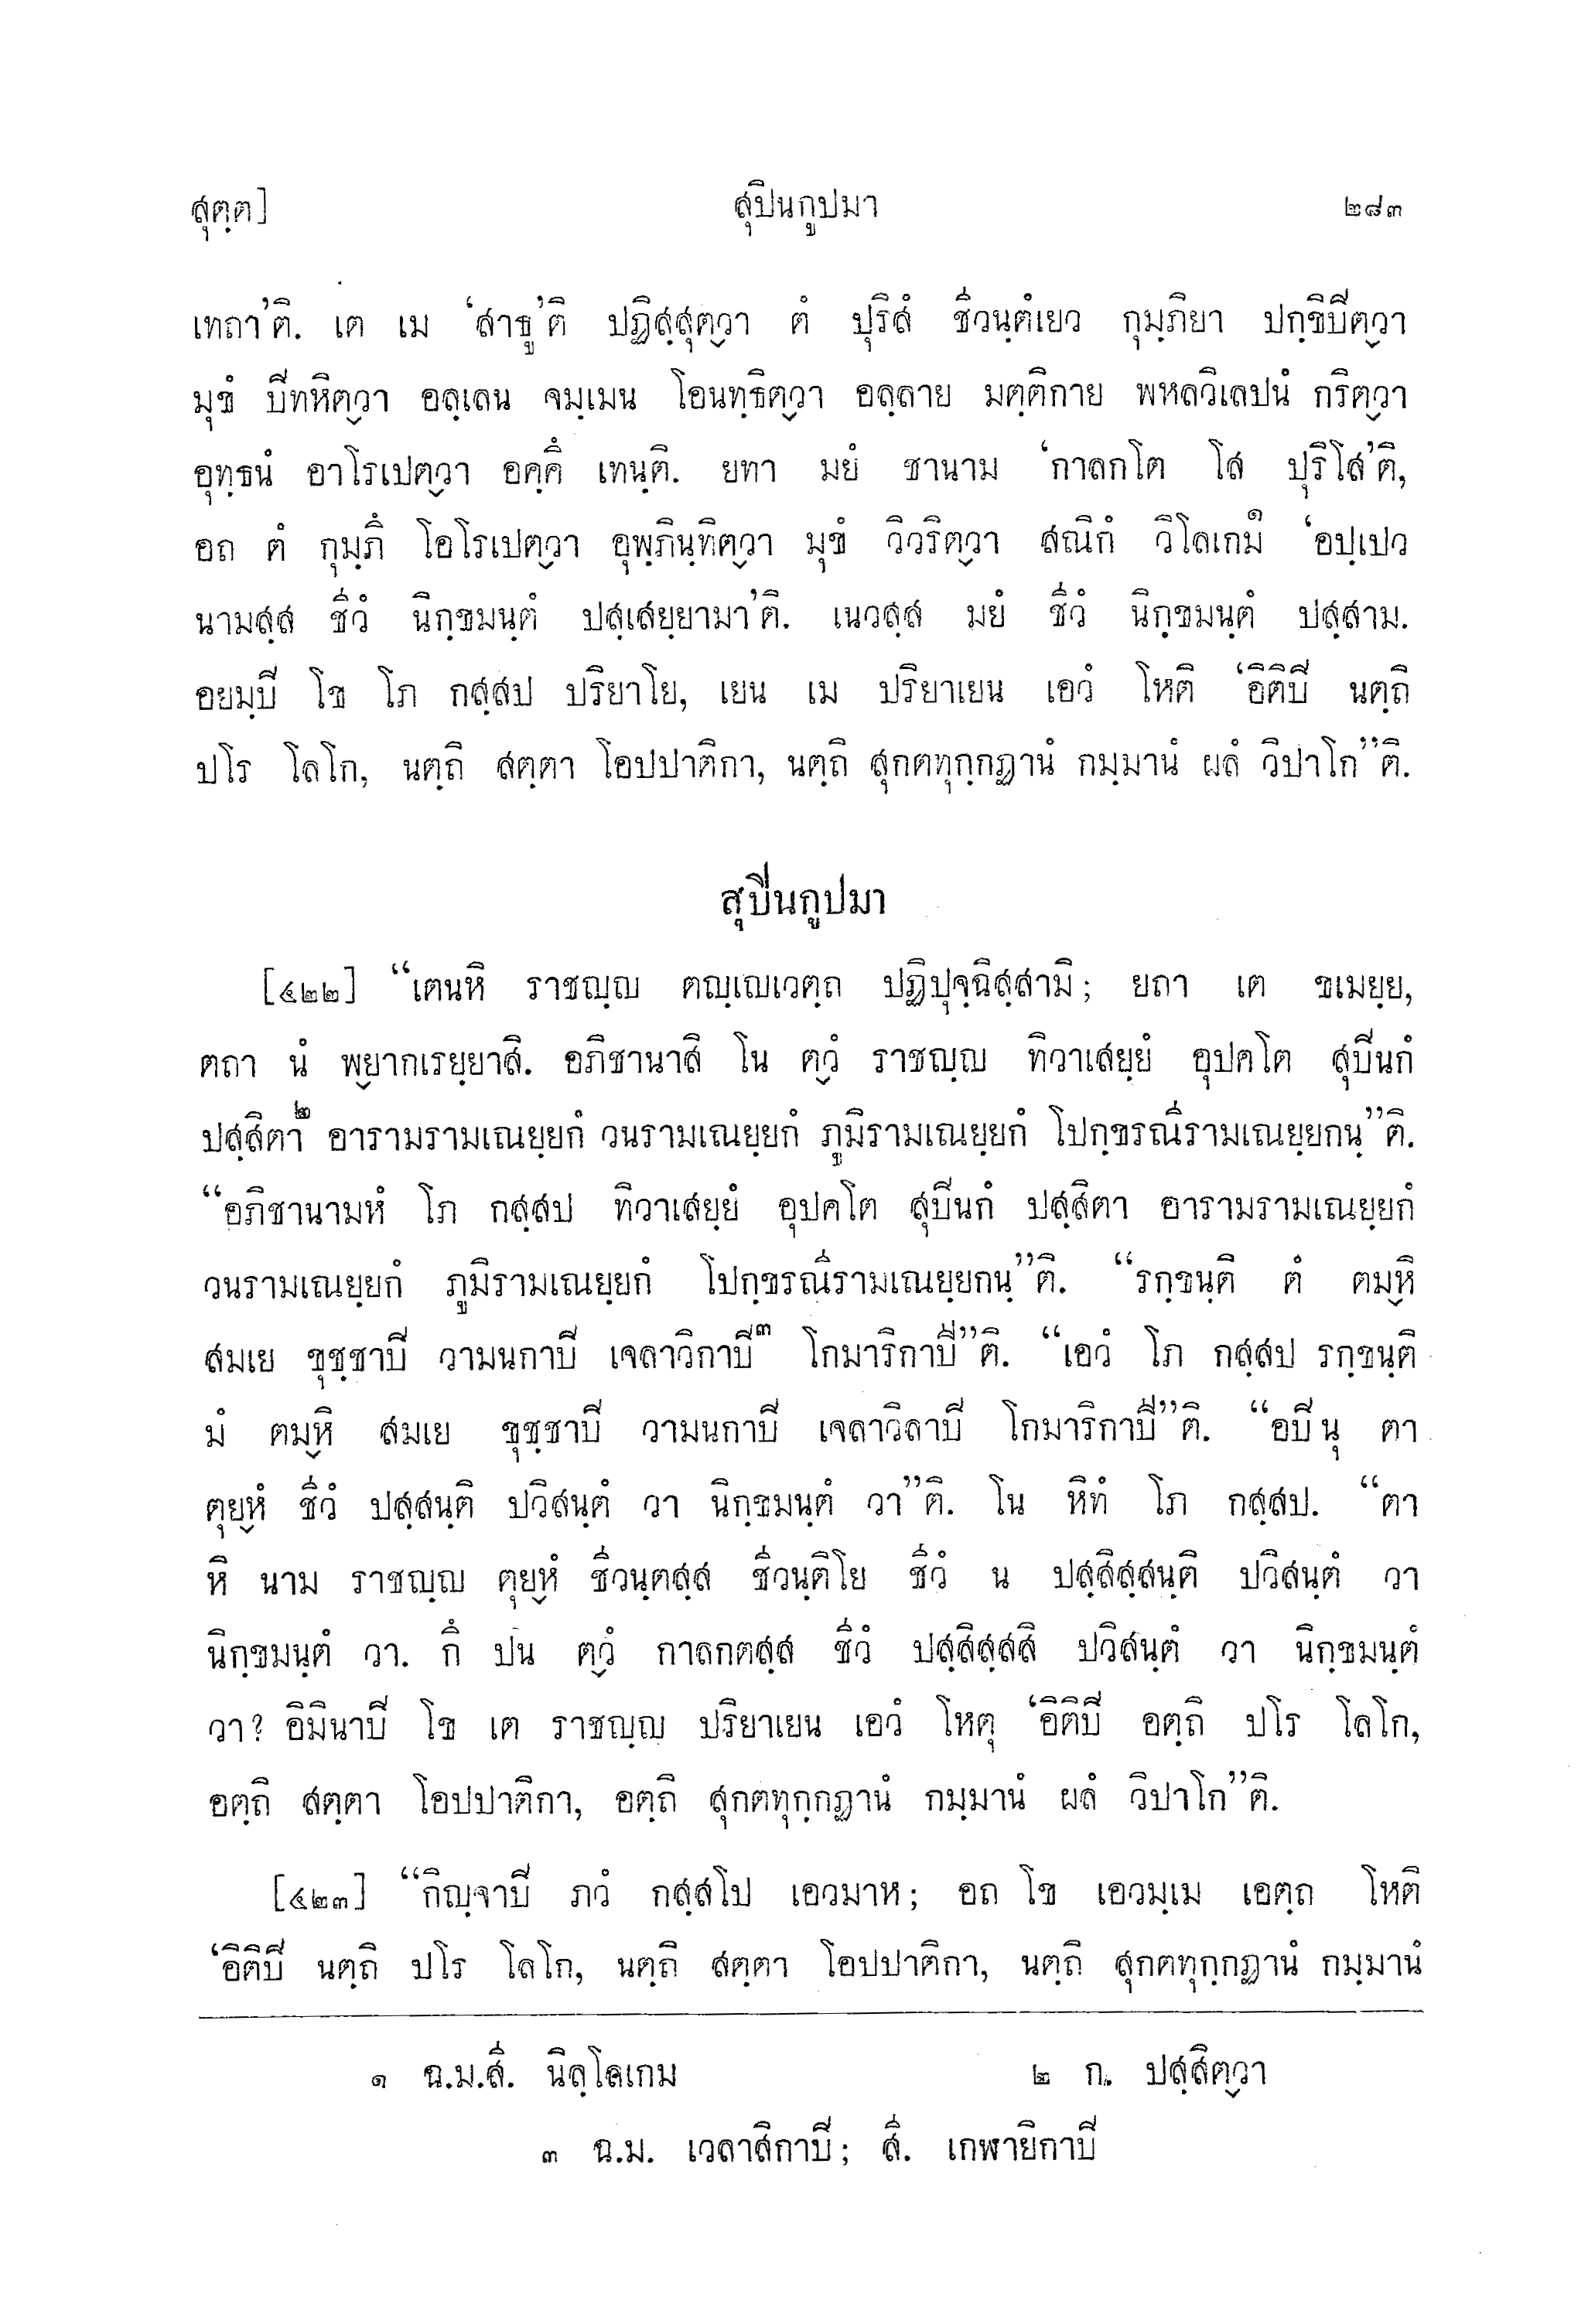 สุตฺต]
สุปินกูปมา
๒๘๓
เทถา’ติ. เต เม ‘สาธู’ติ ปฏิสฺสุตฺวา ตํ ปุริสํ ชีวนฺตํเยว กุมฺภิยา ปกฺขิปิตฺวา
มุขํ ปิทหิตฺวา อลฺเลน จมฺเมน โอนทฺธิตฺวา อลฺลาย มตฺติกาย พหลวิเลปนํ กริตฺวา
อุทฺธนํ อาโรเปตฺวา อคฺคึ เทนฺติ. ยทา มยํ ชานาม ‘กาลกโต โส ปุริโส’ติ,
อถ ตํ กุมฺภึ โอโรเปตฺวา อุพฺภินฺทิตฺวา มุขํ วิวริตฺวา สณิกํ วิโลเกม๑ ‘อปฺเปว
นามสฺส ชีวํ นิกฺขมนฺตํ ปสฺเสยฺยามา’ติ. เนวสฺส มยํ ชีวํ นิกฺขมนฺตํ ปสฺสาม.
อยมฺปิ โข โภ กสฺสป ปริยาโย, เยน เม ปริยาเยน เอวํ โหติ ‘อิติปิ นตฺถิ
ปโร โลโก, นตฺถิ สตฺตา โอปปาติกา, นตฺถิ สุกตทุกฺกฏานํ กมฺมานํ ผลํ วิปาโก”ติ.
สุปินกูปมา
[๔๒๒] “เตนหิ ราชญฺญ ตญฺเญเวตฺถ ปฏิปุจฺฉิสฺสามิ; ยถา เต ขเมยฺย,
ตถา นํ พฺยากเรยฺยาสิ. อภิชานาสิ โน ตฺวํ ราชญฺญ ทิวาเสยฺยํ อุปคโต สุปินกํ
ปสฺสิตา๒ อารามรามเณยฺยกํ วนรามเณยฺยกํ ภูมิรามเณยฺยกํ โปกฺขรณีรามเณยฺยกนฺ”ติ.
“อภิชานามหํ โภ กสฺสป ทิวาเสยฺยํ อุปคโต สุปินกํ ปสฺสิตา อารามรามเณยฺยกํ
วนรามเณยฺยกํ ภูมิรามเณยฺยกํ โปกฺขรณีรามเณยฺยกนฺ”ติ. “รกฺขนฺติ ตํ ตมฺหิ
สมเย ขุชฺชาปิ วามนกาปิ เจลาวิกาปิ๓ โกมาริกาปี”ติ. “เอวํ โภ กสฺสป รกฺขนฺติ
มํ ตมฺหิ สมเย ขุชฺชาปิ วามนกาปิ เจลาวิลาปิ โกมาริกาปี”ติ. “อปินุ ตา
ตุยฺหํ ชีวํ ปสฺสนฺติ ปวิสนฺตํ วา นิกฺขมนฺตํ วา”ติ. โน หิทํ โภ กสฺสป. “ตา
หิ นาม ราชญฺญ ตุยฺหํ ชีวนฺตสฺส ชีวนฺติโย ชีวํ น ปสฺสิสฺสนฺติ ปวิสนฺตํ วา
นิกฺขมนฺตํ วา. กึ ปน ตฺวํ กาลกตสฺส ชีวํ ปสฺสิสฺสสิ ปวิสนฺตํ วา นิกฺขมนฺตํ
วา? อิมินาปิ โข เต ราชญฺญ ปริยาเยน เอวํ โหตุ ‘อิติปิ อตฺถิ ปโร โลโก,
อตฺถิ สตฺตา โอปปาติกา, อตฺถิ สุกตทุกฺกฏานํ กมฺมานํ ผลํ วิปาโก”ติ.
[๔๒๓] “กิญฺจาปิ ภวํ กสฺสโป เอวมาห; อถ โข เอวมฺเม เอตฺถ โหติ
‘อิติปิ นตฺถิ ปโร โลโก, นตฺถิ สตฺตา โอปปาติกา, นตฺถิ สุกตทุกฺกฏานํ กมฺมานํ
๑ ฉ.ม.สี. นิลฺโลเกม ๒ ก. ปสฺสิตฺวา
๓ ฉ.ม. เวลาสิกาปิ; สี. เกฬายิกาปิ